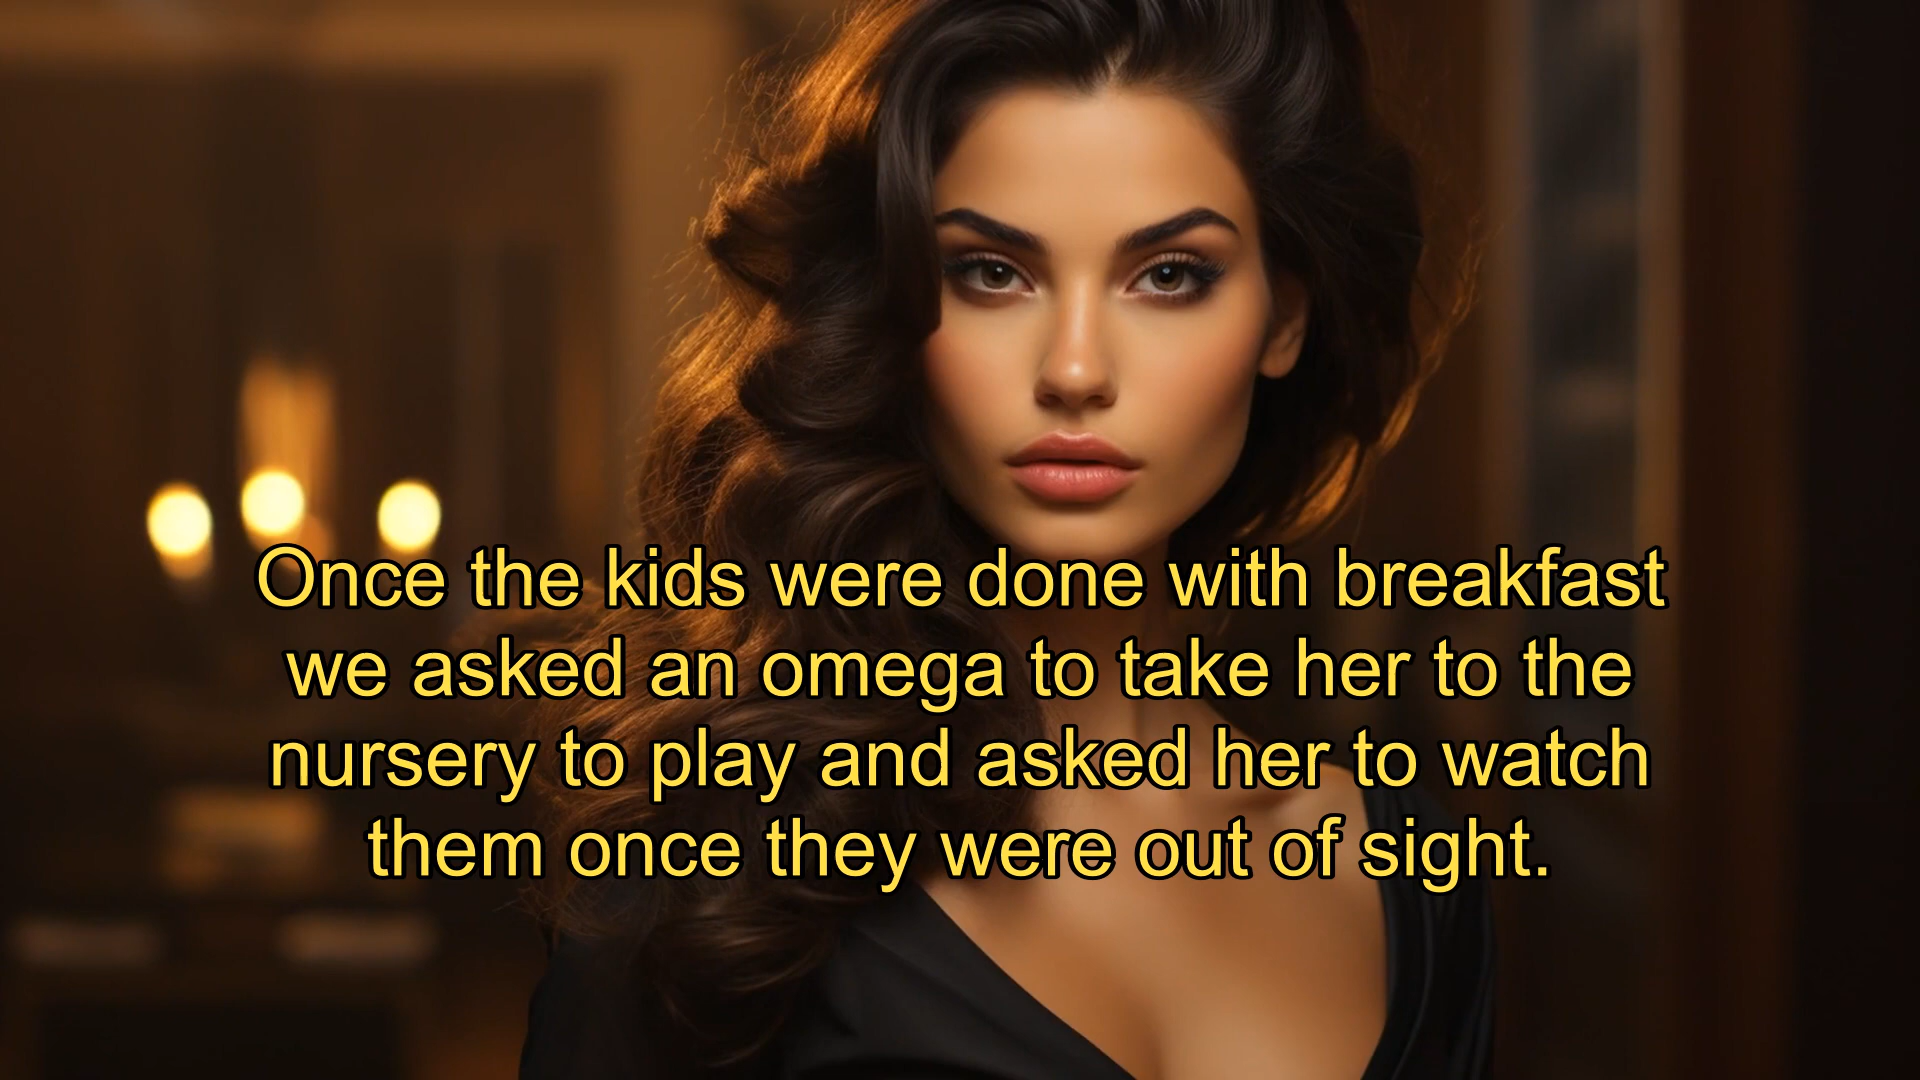 Once the kids were done with breakfast
we asked an omega to take her to the
nursery to play and asked her to watch
them once they were out of sight.